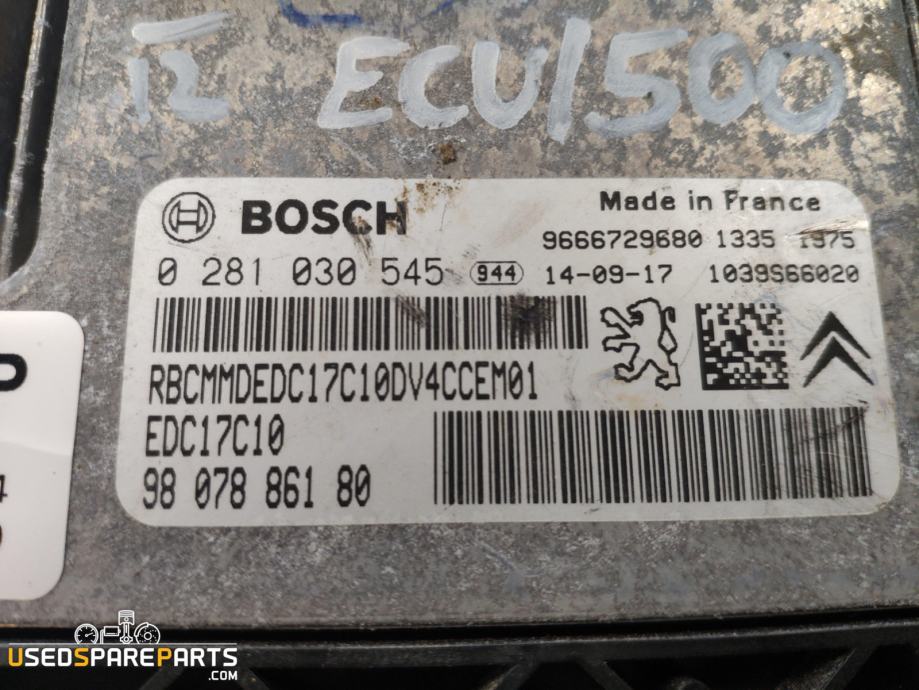 12 ECU1500
BOSCH
Made in France
9666729680 1335 1975
0 281 030 545 944 14-09-17 1039S66020
RBCMMDEDC17C10DV4CCEM01
EDC17C10
98 078 861 80
USEDSPAREPARTS
.COM